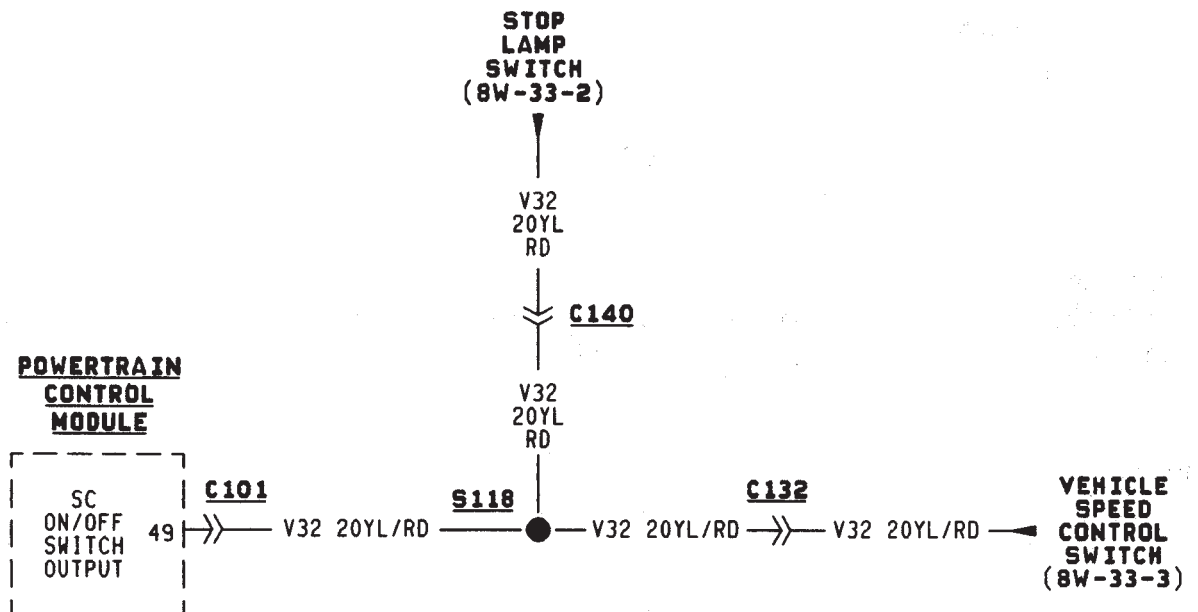 STOP
LAMP
SWITCH
(8W-33-2)
V32
20YL
RD
C140
V32
20YL
RD
POWERTRAIN
CONTROL
MODULE
SC
ON/OFF
SWITCH
OUTPUT
49
C101
V32 20YL/RD
S118
V32 20YL/RD
C132
V32 20YL/RD
VEHICLE
SPEED
CONTROL
SWITCH
(8W-33-3)